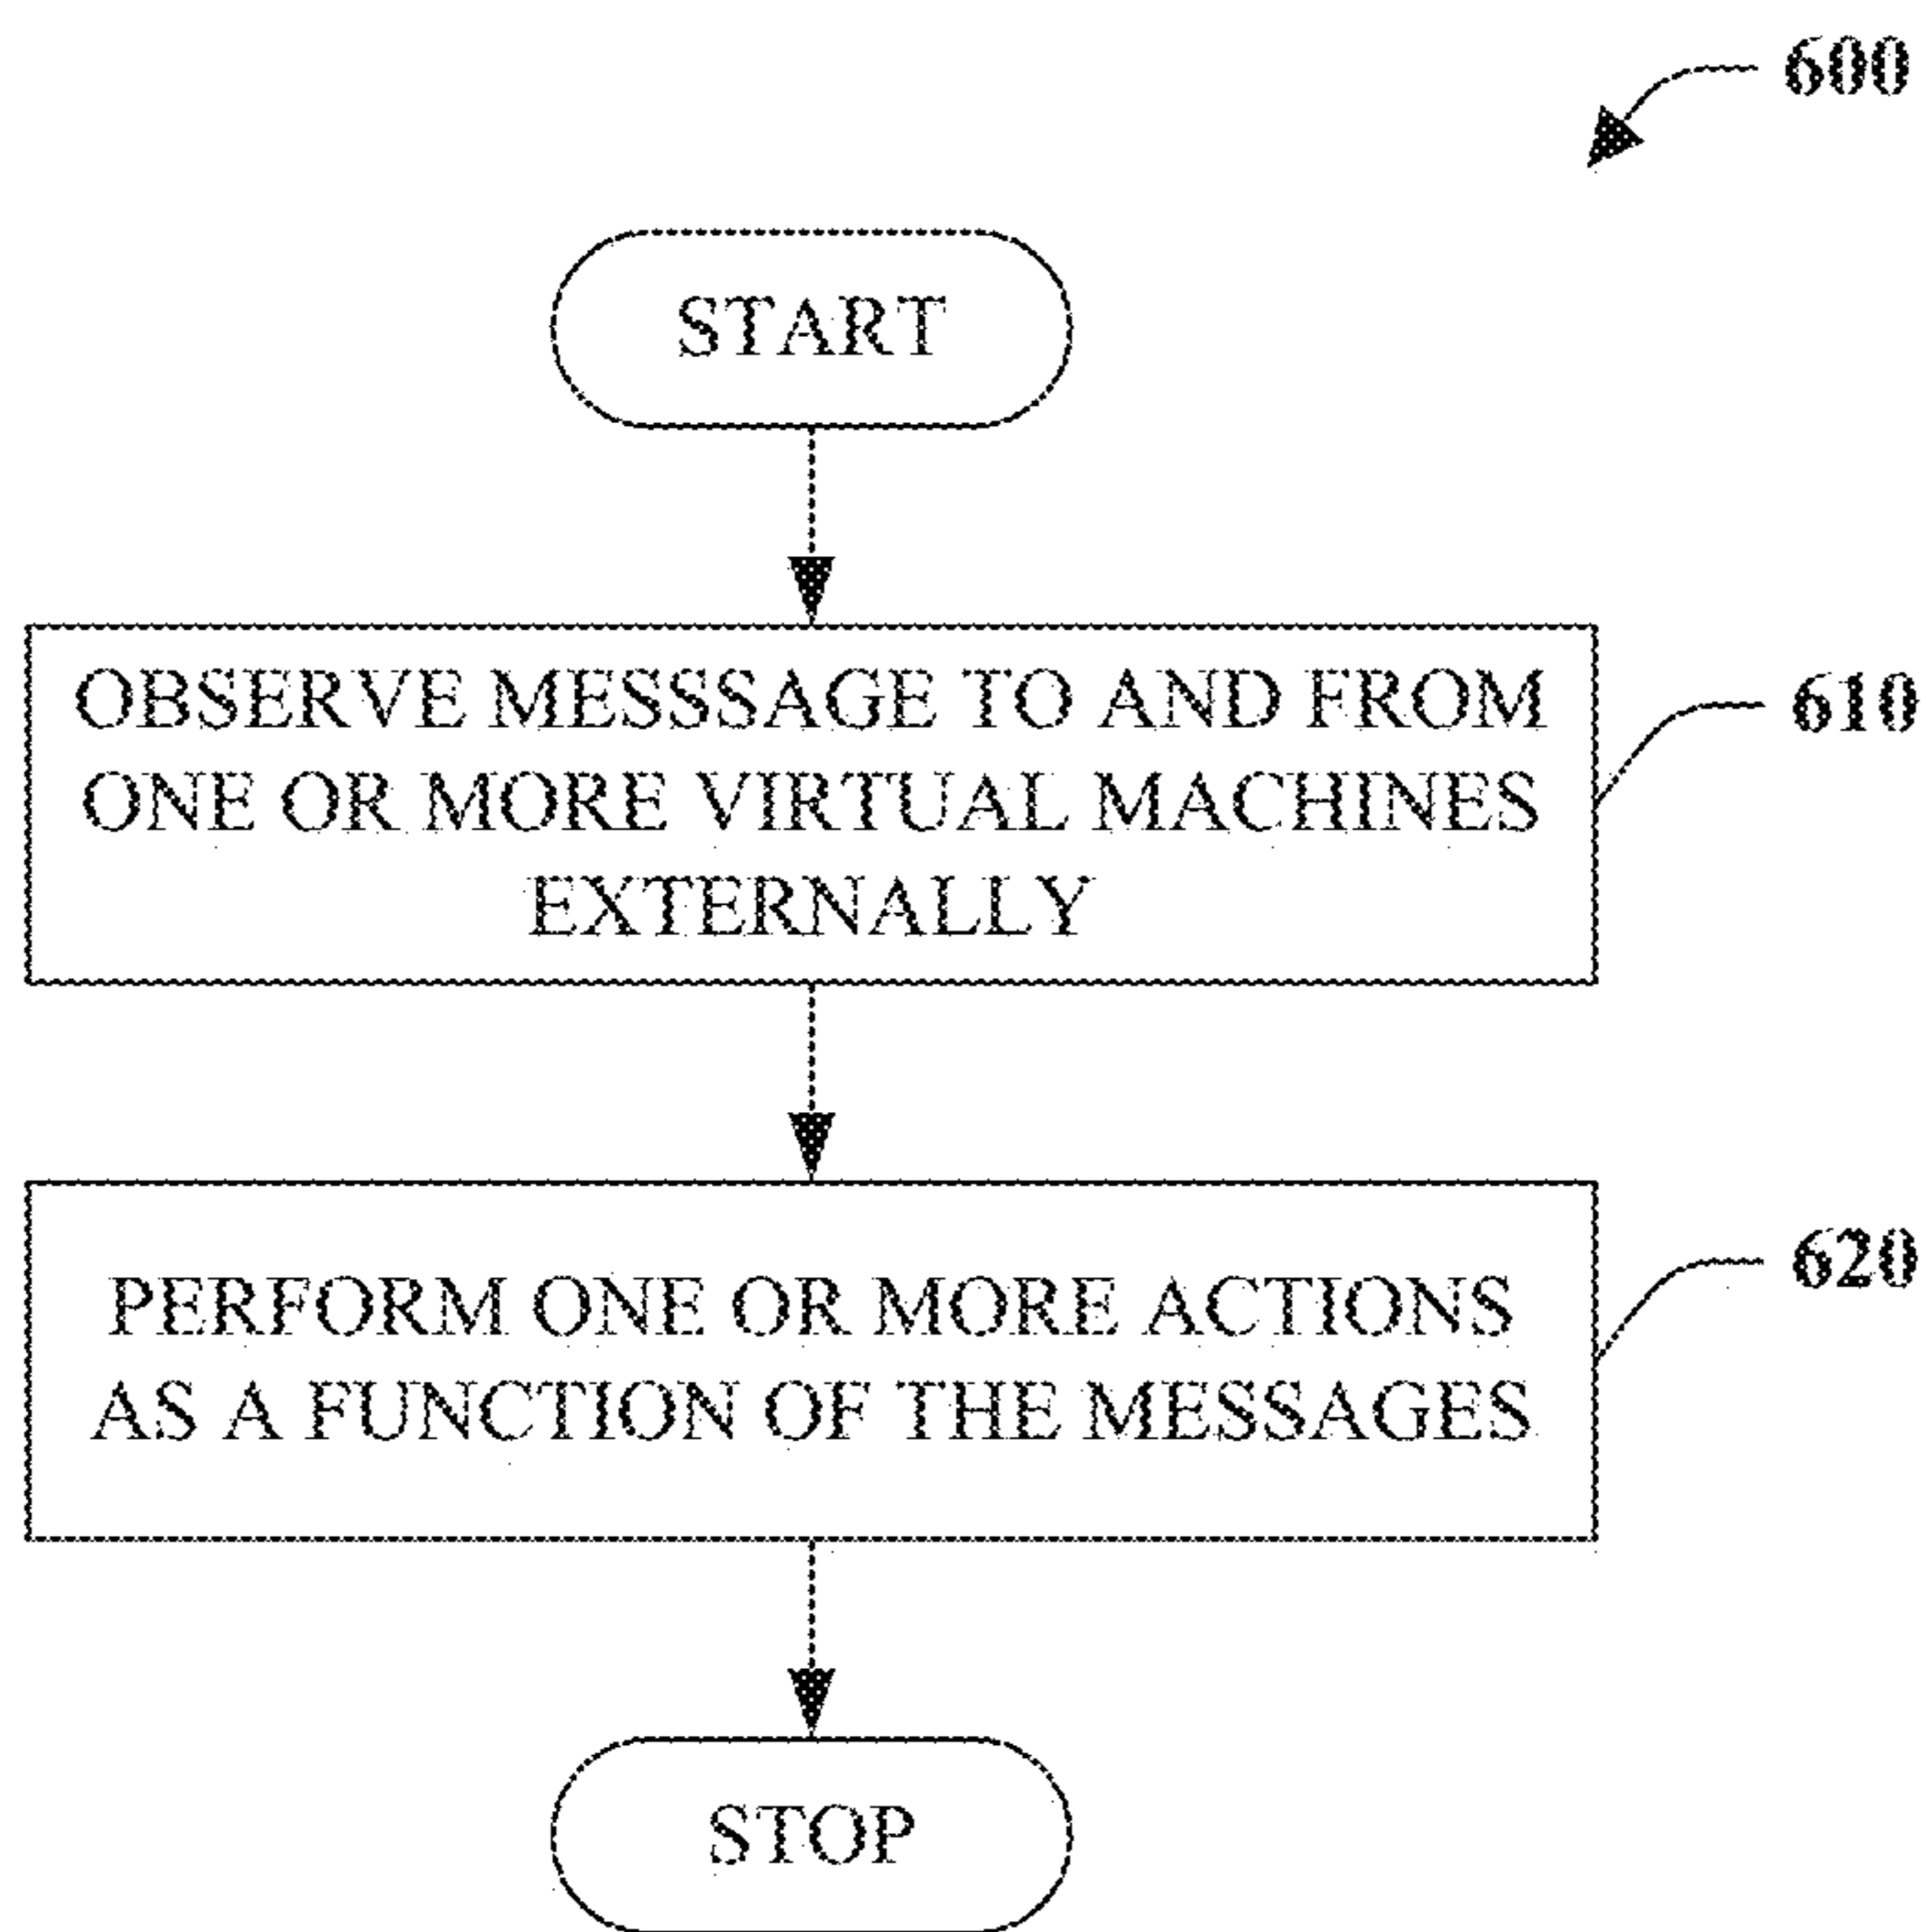 600
START
OBSERVE MESSSAGE TO AND FROM
ONE OR MORE VIRTUAL MACHINES
EXTERNALLY
610
PERFORM ONE OR MORE ACTIONS
AS A FUNCTION OF THE MESSAGES
620
STOP